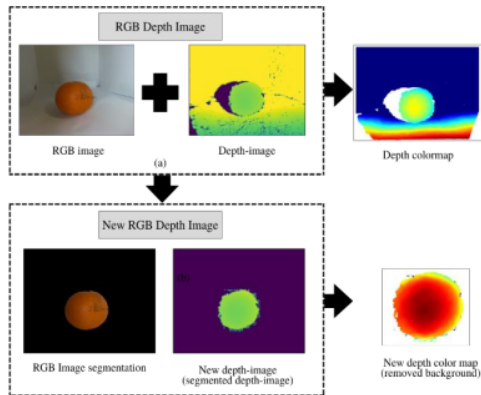 RGB Depth Image
RGB image
Depth-image
(a)
Depth colormap
New RGB Depth Image
(b)
RGB Image segmentation
New depth-image
(segmented depth-image)
New depth color map
(removed background)